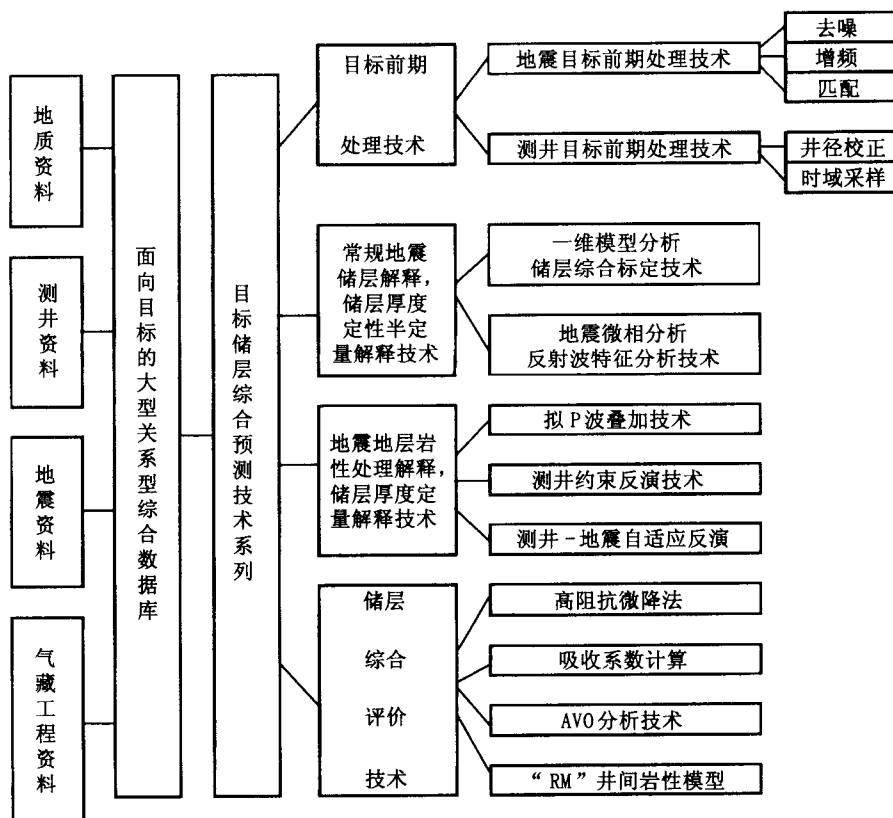 地质资料
测井资料
地震资料
气藏工程资料
面向目标的大型关系型综合数据库
目标储层综合预测技术系列
目标前期
处理技术
地震目标前期处理技术
去噪
增频
匹配
测井目标前期处理技术
井径校正
时域采样
常规地震
储层解释，
储层厚度
定性半定
量解释技术
一维模型分析
储层综合标定技术
地震微相分析
反射波特征分析技术
地震地层岩
性处理解释，
储层厚度定
量解释技术
拟P波叠加技术
测井约束反演技术
测井-地震自适应反演
储层
综合
评价
技术
高阻抗微降法
吸收系数计算
AVO分析技术
“RM”井间岩性模型